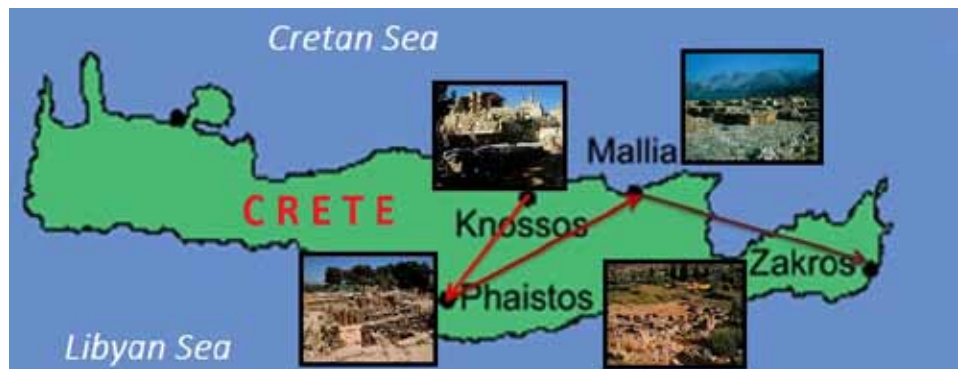 Cretan Sea
Mallia
CRETE
Knossos
Zakros
Phaistos
Libyan Sea